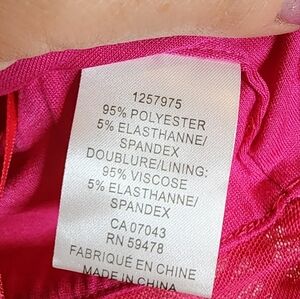 1257975
95% POLYESTER
5% ELASTHANNE/
SPANDEX
DOUBLURE/LINING:
95% VISCOSE
5% ELASTHANNE/
SPANDEX
CA 07043
RN 59478
FABRIQUÉ EN CHINE
MADE IN CHINA